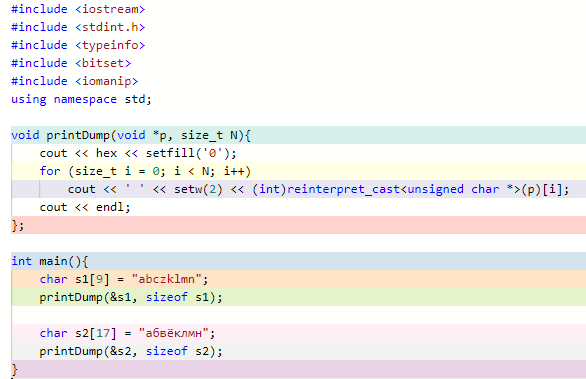 #include <iostream>
#include <stdint.h>
#include <typeinfo>
#include <bitset>
#include <iomanip>
using namespace std;
void printDump(void *p, size_t N){
cout << hex << setfill('0');
for (size_t i = 0; i < N; i++)
cout << ' ' << setw(2) << (int)reinterpret_cast<unsigned char *>(p)[i];
cout << endl;
};
int main(){
char s1[9] = "abczklmn";
printDump(&s1, sizeof s1);
char s2[17] = "абвёклмн";
printDump(&s2, sizeof s2);
}